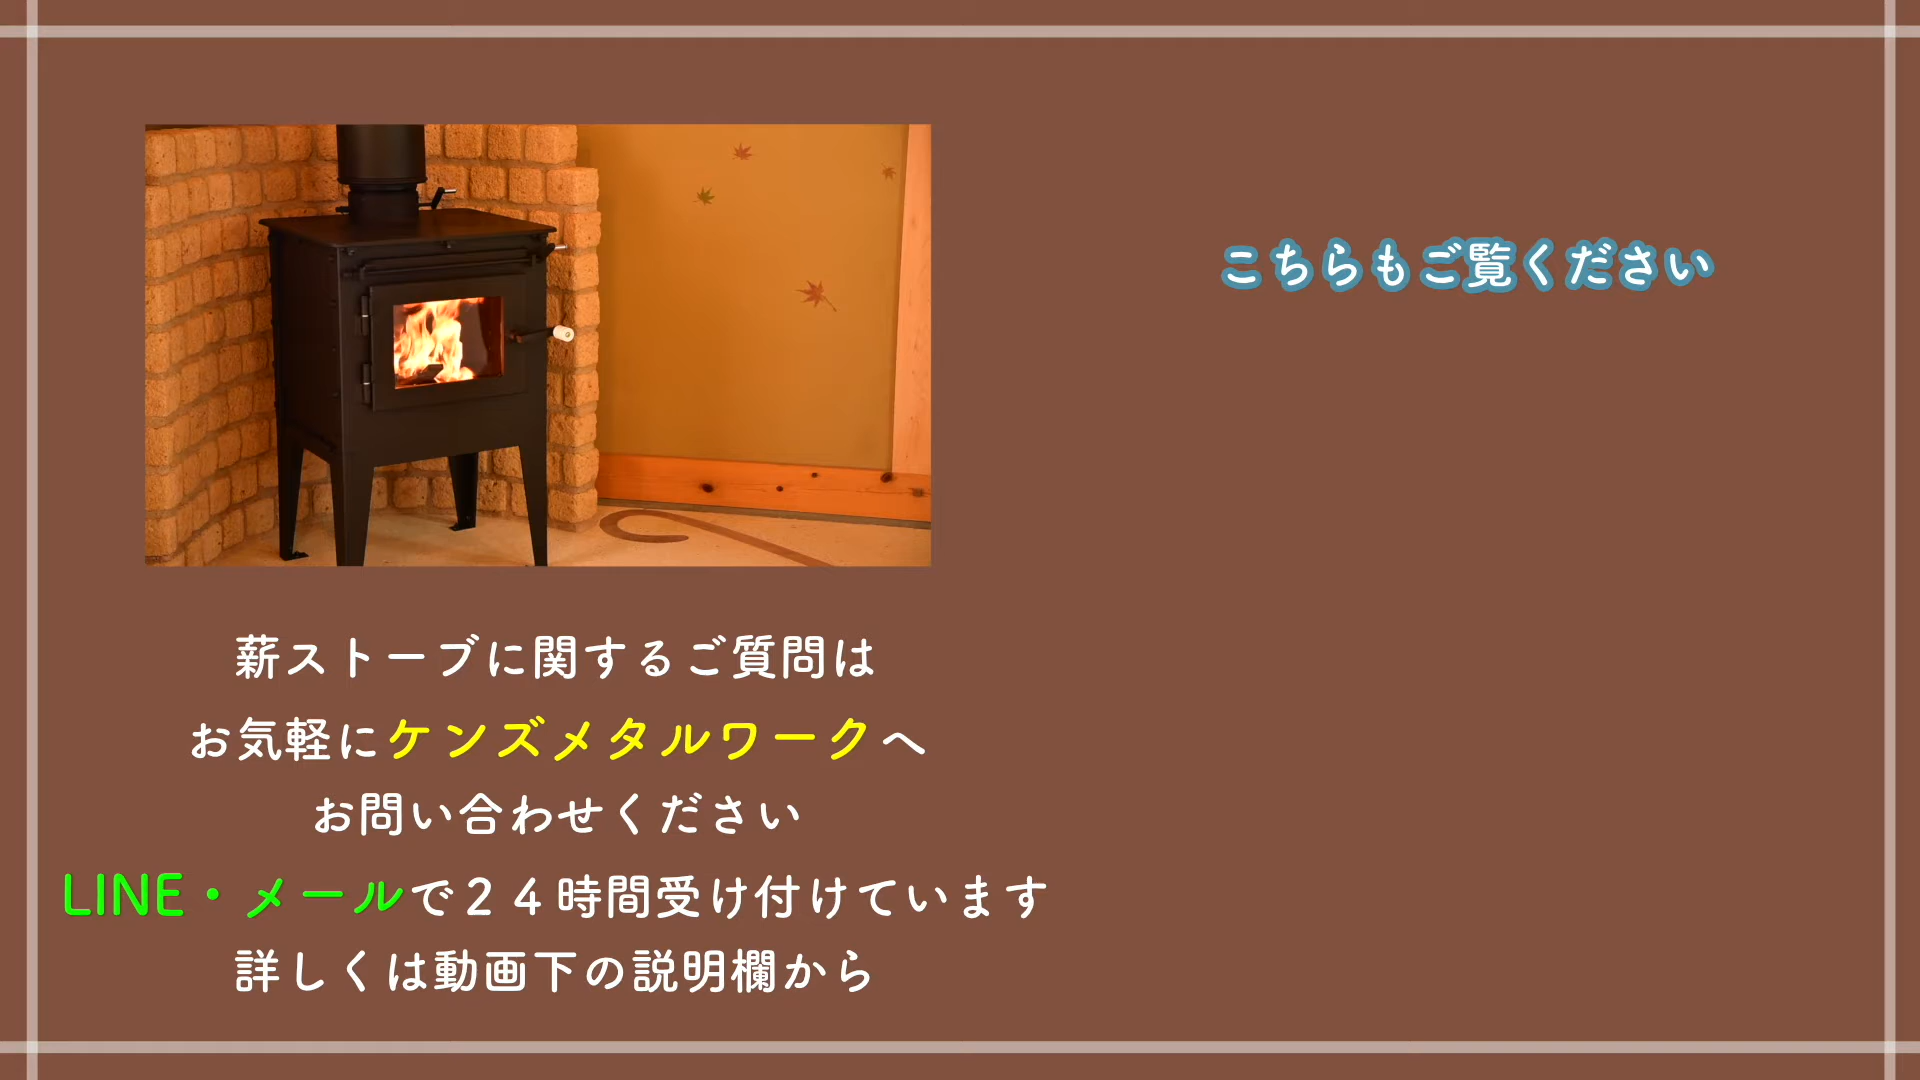 こちらもご覧ください
薪ストーブに関するご質問は
お気軽にケンズメタルワークへ
お問い合わせください
LINE・メールで２４時間受け付けています
詳しくは動画下の説明欄から